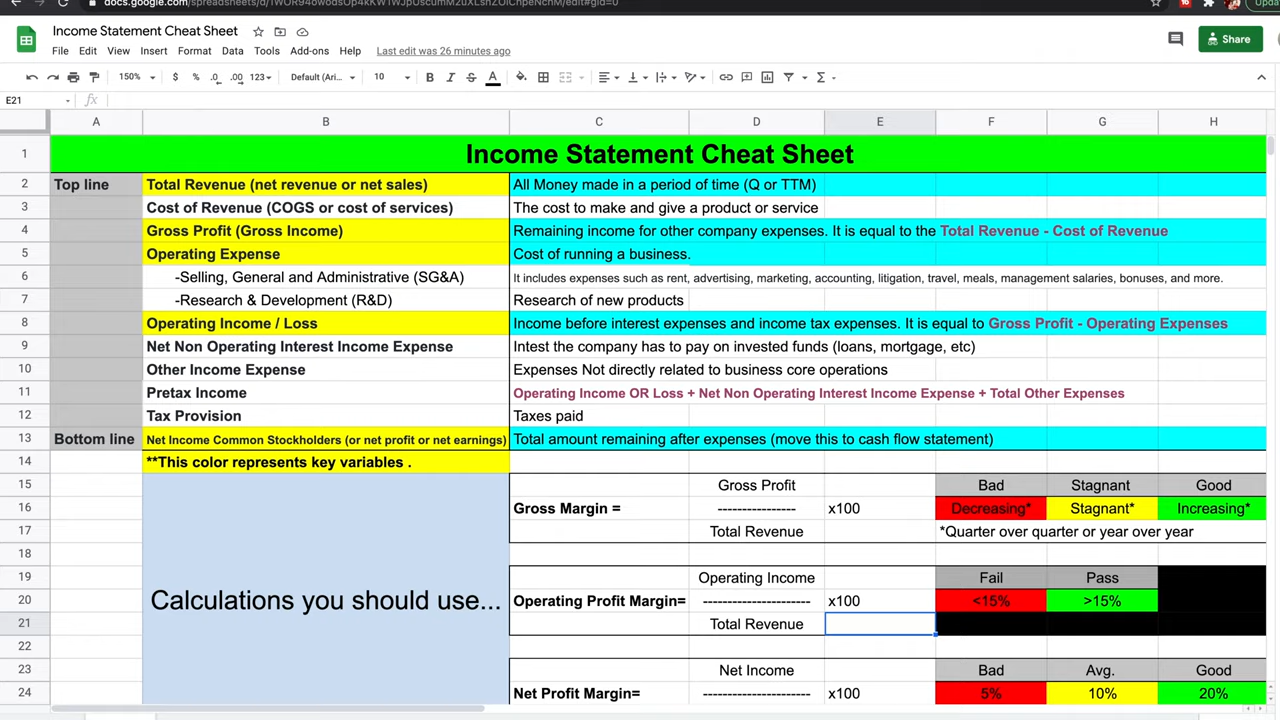 docs.google.com/spreadsheets/d/
Income Statement Cheat Sheet
File Edit View Insert Format Data Tools Add-ons Help Last edit was 26 minutes ago
Share
150% $ % .0 .00 123 Default (Ari... 10 B I S A
E21 fx
A B C D E F G H
1 Income Statement Cheat Sheet
2 Top line Total Revenue (net revenue or net sales) All Money made in a period of time (Q or TTM)
3 Cost of Revenue (COGS or cost of services) The cost to make and give a product or service
4 Gross Profit (Gross Income) Remaining income for other company expenses. It is equal to the Total Revenue - Cost of Revenue
5 Operating Expense Cost of running a business.
6 -Selling, General and Administrative (SG&A) It includes expenses such as rent, advertising, marketing, accounting, litigation, travel, meals, management salaries, bonuses, and more.
7 -Research & Development (R&D) Research of new products
8 Operating Income / Loss Income before interest expenses and income tax expenses. It is equal to Gross Profit - Operating Expenses
9 Net Non Operating Interest Income Expense Intest the company has to pay on invested funds (loans, mortgage, etc)
10 Other Income Expense Expenses Not directly related to business core operations
11 Pretax Income Operating Income OR Loss + Net Non Operating Interest Income Expense + Total Other Expenses
12 Tax Provision Taxes paid
13 Bottom line Net Income Common Stockholders (or net profit or net earnings) Total amount remaining after expenses (move this to cash flow statement)
14 **This color represents key variables .
15 Gross Profit Bad Stagnant Good
16 Gross Margin = ---------------- x100 Decreasing* Stagnant* Increasing*
17 Total Revenue *Quarter over quarter or year over year
18
19 Operating Income Fail Pass
20 Calculations you should use... Operating Profit Margin= ---------------------- x100 <15% >15%
21 Total Revenue
22
23 Net Income Bad Avg. Good
24 Net Profit Margin= ---------------------- x100 5% 10% 20%